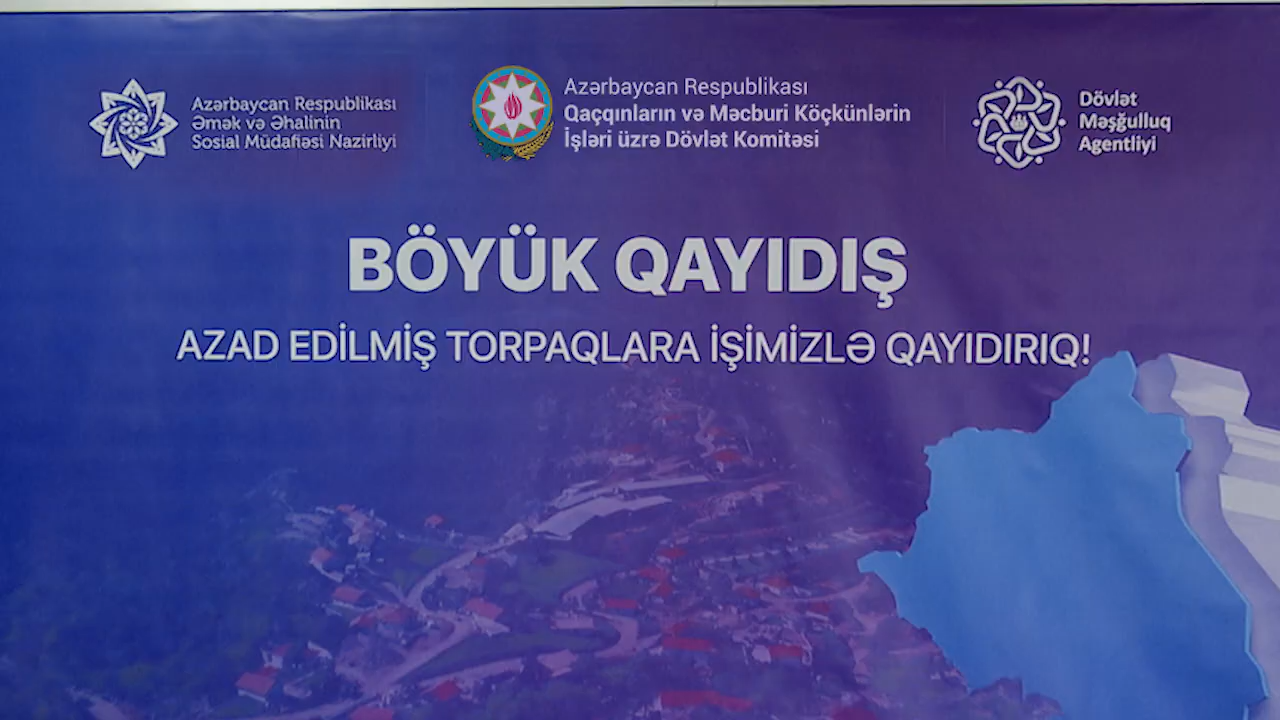 Azərbaycan Respublikası
Əmək və Əhalinin
Sosial Müdafiəsi Nazirliyi
Azərbaycan Respublikası
Qaçqınların və Məcburi Köçkünlərin
İşləri üzrə Dövlət Komitəsi
Dövlət
Məşğulluq
Agentliyi
BÖYÜK QAYIDIŞ
AZAD EDİLMİŞ TORPAQLARA İŞİMİZLƏ QAYIDIRIQ!